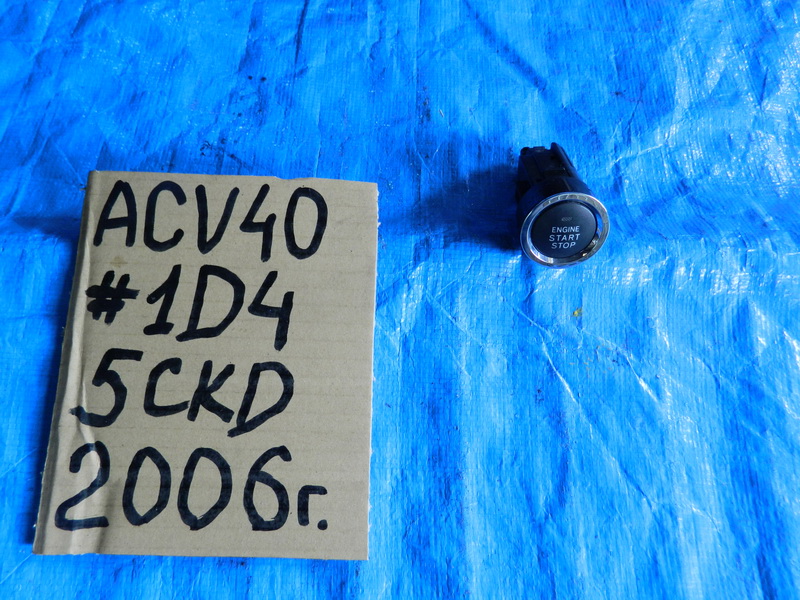 ACV40
#1D4
5CKD
2006г.
ENGINE
START
STOP